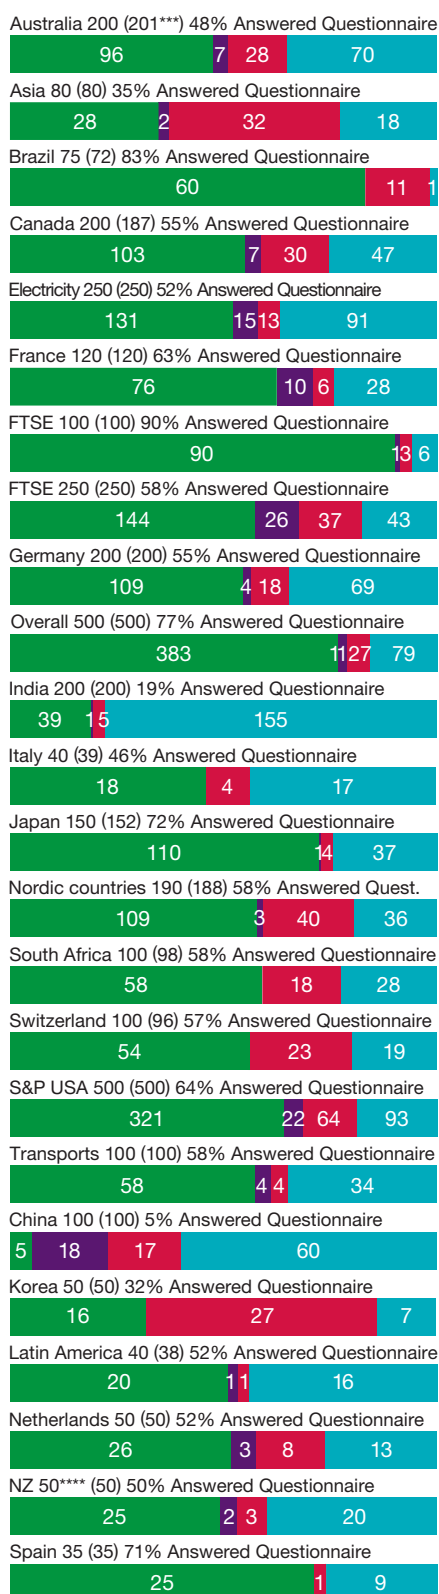 Australia 200 (201***) 48% Answered Questionnaire
96 7 28 70
Asia 80 (80) 35% Answered Questionnaire
28 2 32 18
Brazil 75 (72) 83% Answered Questionnaire
60 11 1
Canada 200 (187) 55% Answered Questionnaire
103 7 30 47
Electricity 250 (250) 52% Answered Questionnaire
131 15 13 91
France 120 (120) 63% Answered Questionnaire
76 10 6 28
FTSE 100 (100) 90% Answered Questionnaire
90 1 3 6
FTSE 250 (250) 58% Answered Questionnaire
144 26 37 43
Germany 200 (200) 55% Answered Questionnaire
109 4 18 69
Overall 500 (500) 77% Answered Questionnaire
383 11 27 79
India 200 (200) 19% Answered Questionnaire
39 1 5 155
Italy 40 (39) 46% Answered Questionnaire
18 4 17
Japan 150 (152) 72% Answered Questionnaire
110 1 4 37
Nordic countries 190 (188) 58% Answered Quest.
109 3 40 36
South Africa 100 (98) 58% Answered Questionnaire
58 18 28
Switzerland 100 (96) 57% Answered Questionnaire
54 23 19
S&P USA 500 (500) 64% Answered Questionnaire
321 22 64 93
Transports 100 (100) 58% Answered Questionnaire
58 4 4 34
China 100 (100) 5% Answered Questionnaire
5 18 17 60
Korea 50 (50) 32% Answered Questionnaire
16 27 7
Latin America 40 (38) 52% Answered Questionnaire
20 1 1 16
Netherlands 50 (50) 52% Answered Questionnaire
26 3 8 13
NZ 50**** (50) 50% Answered Questionnaire
25 2 3 20
Spain 35 (35) 71% Answered Questionnaire
25 1 9